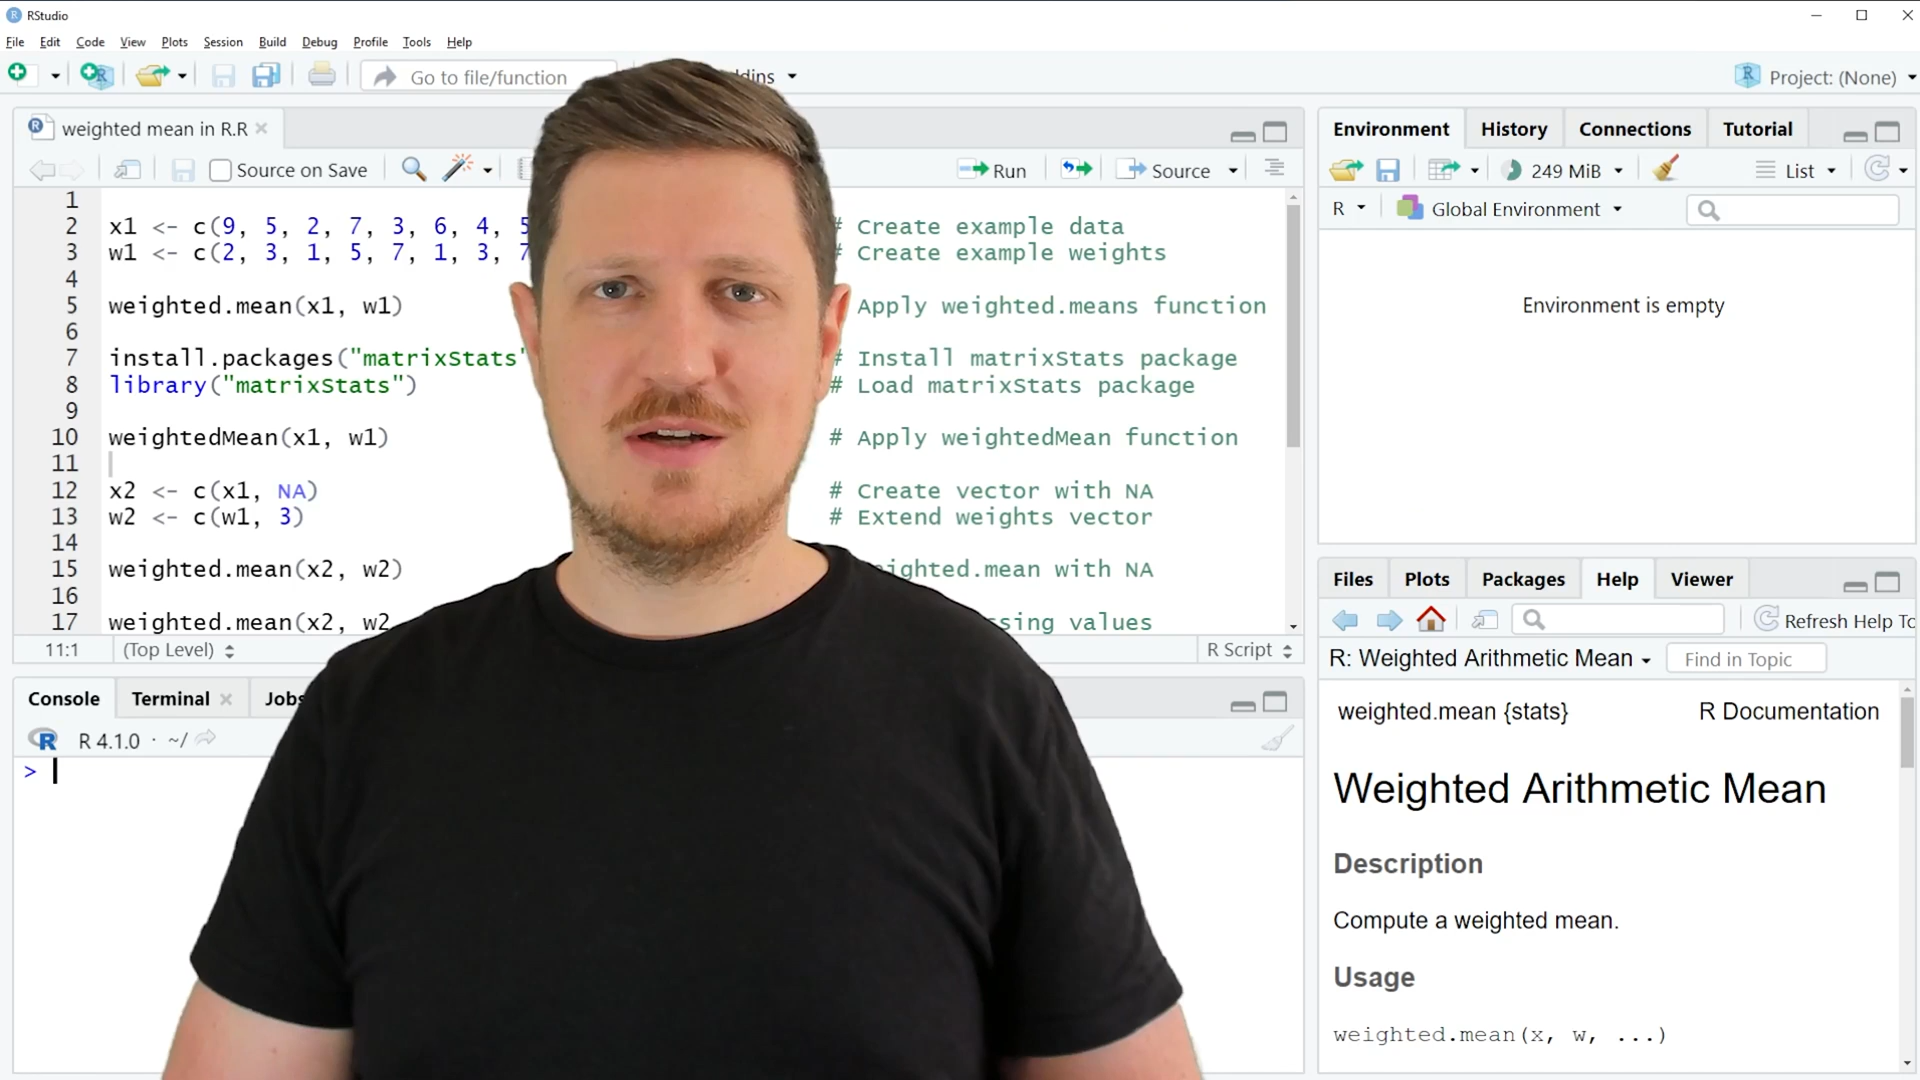 RStudio
File Edit Code View Plots Session Build Debug Profile Tools Help
Go to file/function
Project: (None)
weighted mean in R.R
Source on Save
Run
Source
1
2 x1 <- c(9, 5, 2, 7, 3, 6, 4, 5 # Create example data
3 w1 <- c(2, 3, 1, 5, 7, 1, 3, 7 # Create example weights
4
5 weighted.mean(x1, w1) Apply weighted.means function
6
7 install.packages("matrixStats" # Install matrixStats package
8 library("matrixStats") # Load matrixStats package
9
10 weightedMean(x1, w1) # Apply weightedMean function
11
12 x2 <- c(x1, NA) # Create vector with NA
13 w2 <- c(w1, 3) # Extend weights vector
14
15 weighted.mean(x2, w2) weighted.mean with NA
16
17 weighted.mean(x2, w2 values
11:1 (Top Level) R Script
Console Terminal Jobs
R 4.1.0 · ~/
>
Environment History Connections Tutorial
249 MiB List
R Global Environment
Environment is empty
Files Plots Packages Help Viewer
Refresh Help
R: Weighted Arithmetic Mean Find in Topic
weighted.mean {stats} R Documentation
Weighted Arithmetic Mean
Description
Compute a weighted mean.
Usage
weighted.mean(x, w, ...)